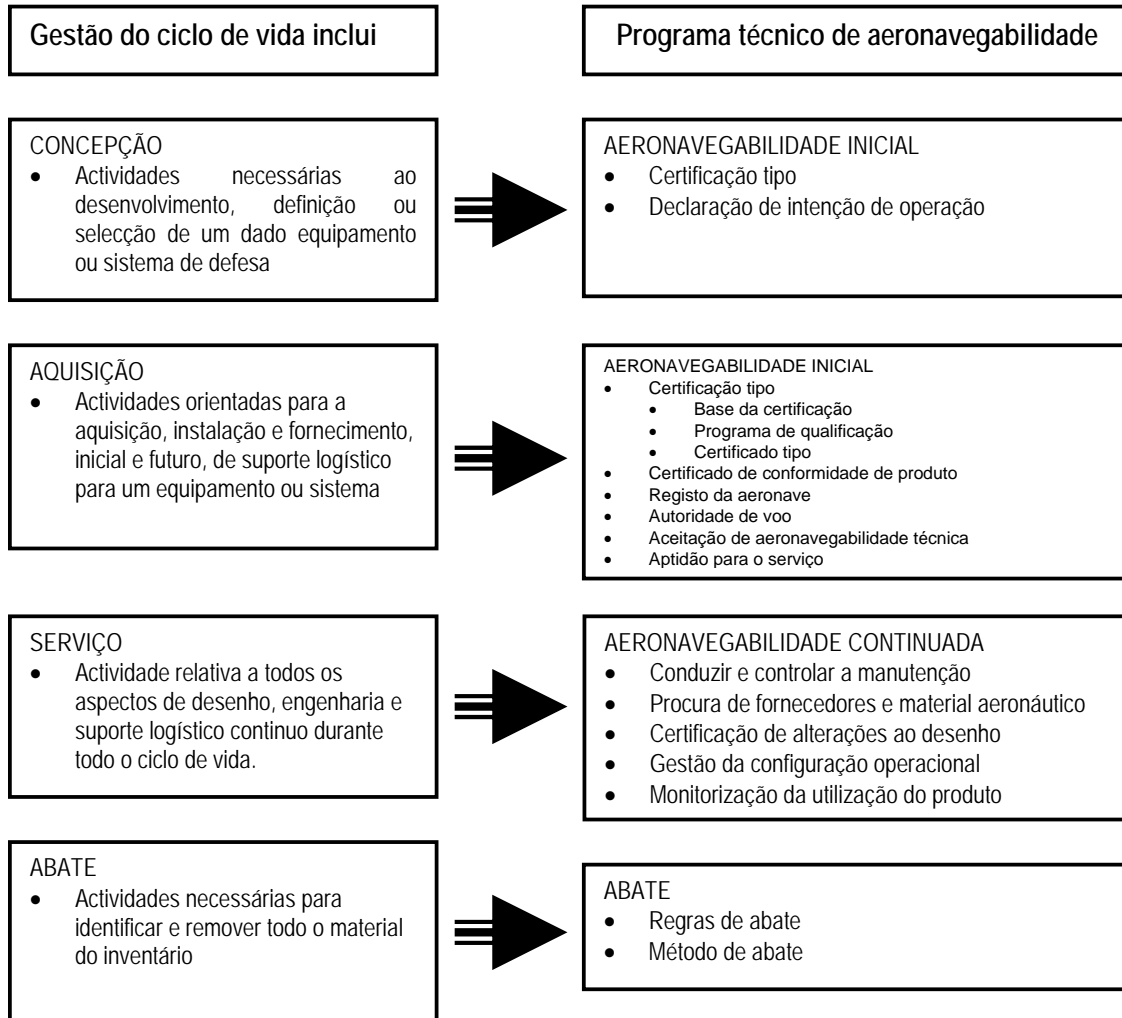 Gestão do ciclo de vida inclui
Programa técnico de aeronavegabilidade
CONCEPÇÃO
• Actividades necessárias ao
desenvolvimento, definição ou
selecção de um dado equipamento
ou sistema de defesa
AERONAVEGABILIDADE INICIAL
• Certificação tipo
• Declaração de intenção de operação
AQUISIÇÃO
• Actividades orientadas para a
aquisição, instalação e fornecimento,
inicial e futuro, de suporte logístico
para um equipamento ou sistema
AERONAVEGABILIDADE INICIAL
• Certificação tipo
• Base da certificação
• Programa de qualificação
• Certificado tipo
• Certificado de conformidade de produto
• Registo da aeronave
• Autoridade de voo
• Aceitação de aeronavegabilidade técnica
• Aptidão para o serviço
SERVIÇO
• Actividade relativa a todos os
aspectos de desenho, engenharia e
suporte logístico continuo durante
todo o ciclo de vida.
AERONAVEGABILIDADE CONTINUADA
• Conduzir e controlar a manutenção
• Procura de fornecedores e material aeronáutico
• Certificação de alterações ao desenho
• Gestão da configuração operacional
• Monitorização da utilização do produto
ABATE
• Actividades necessárias para
identificar e remover todo o material
do inventário
ABATE
• Regras de abate
• Método de abate